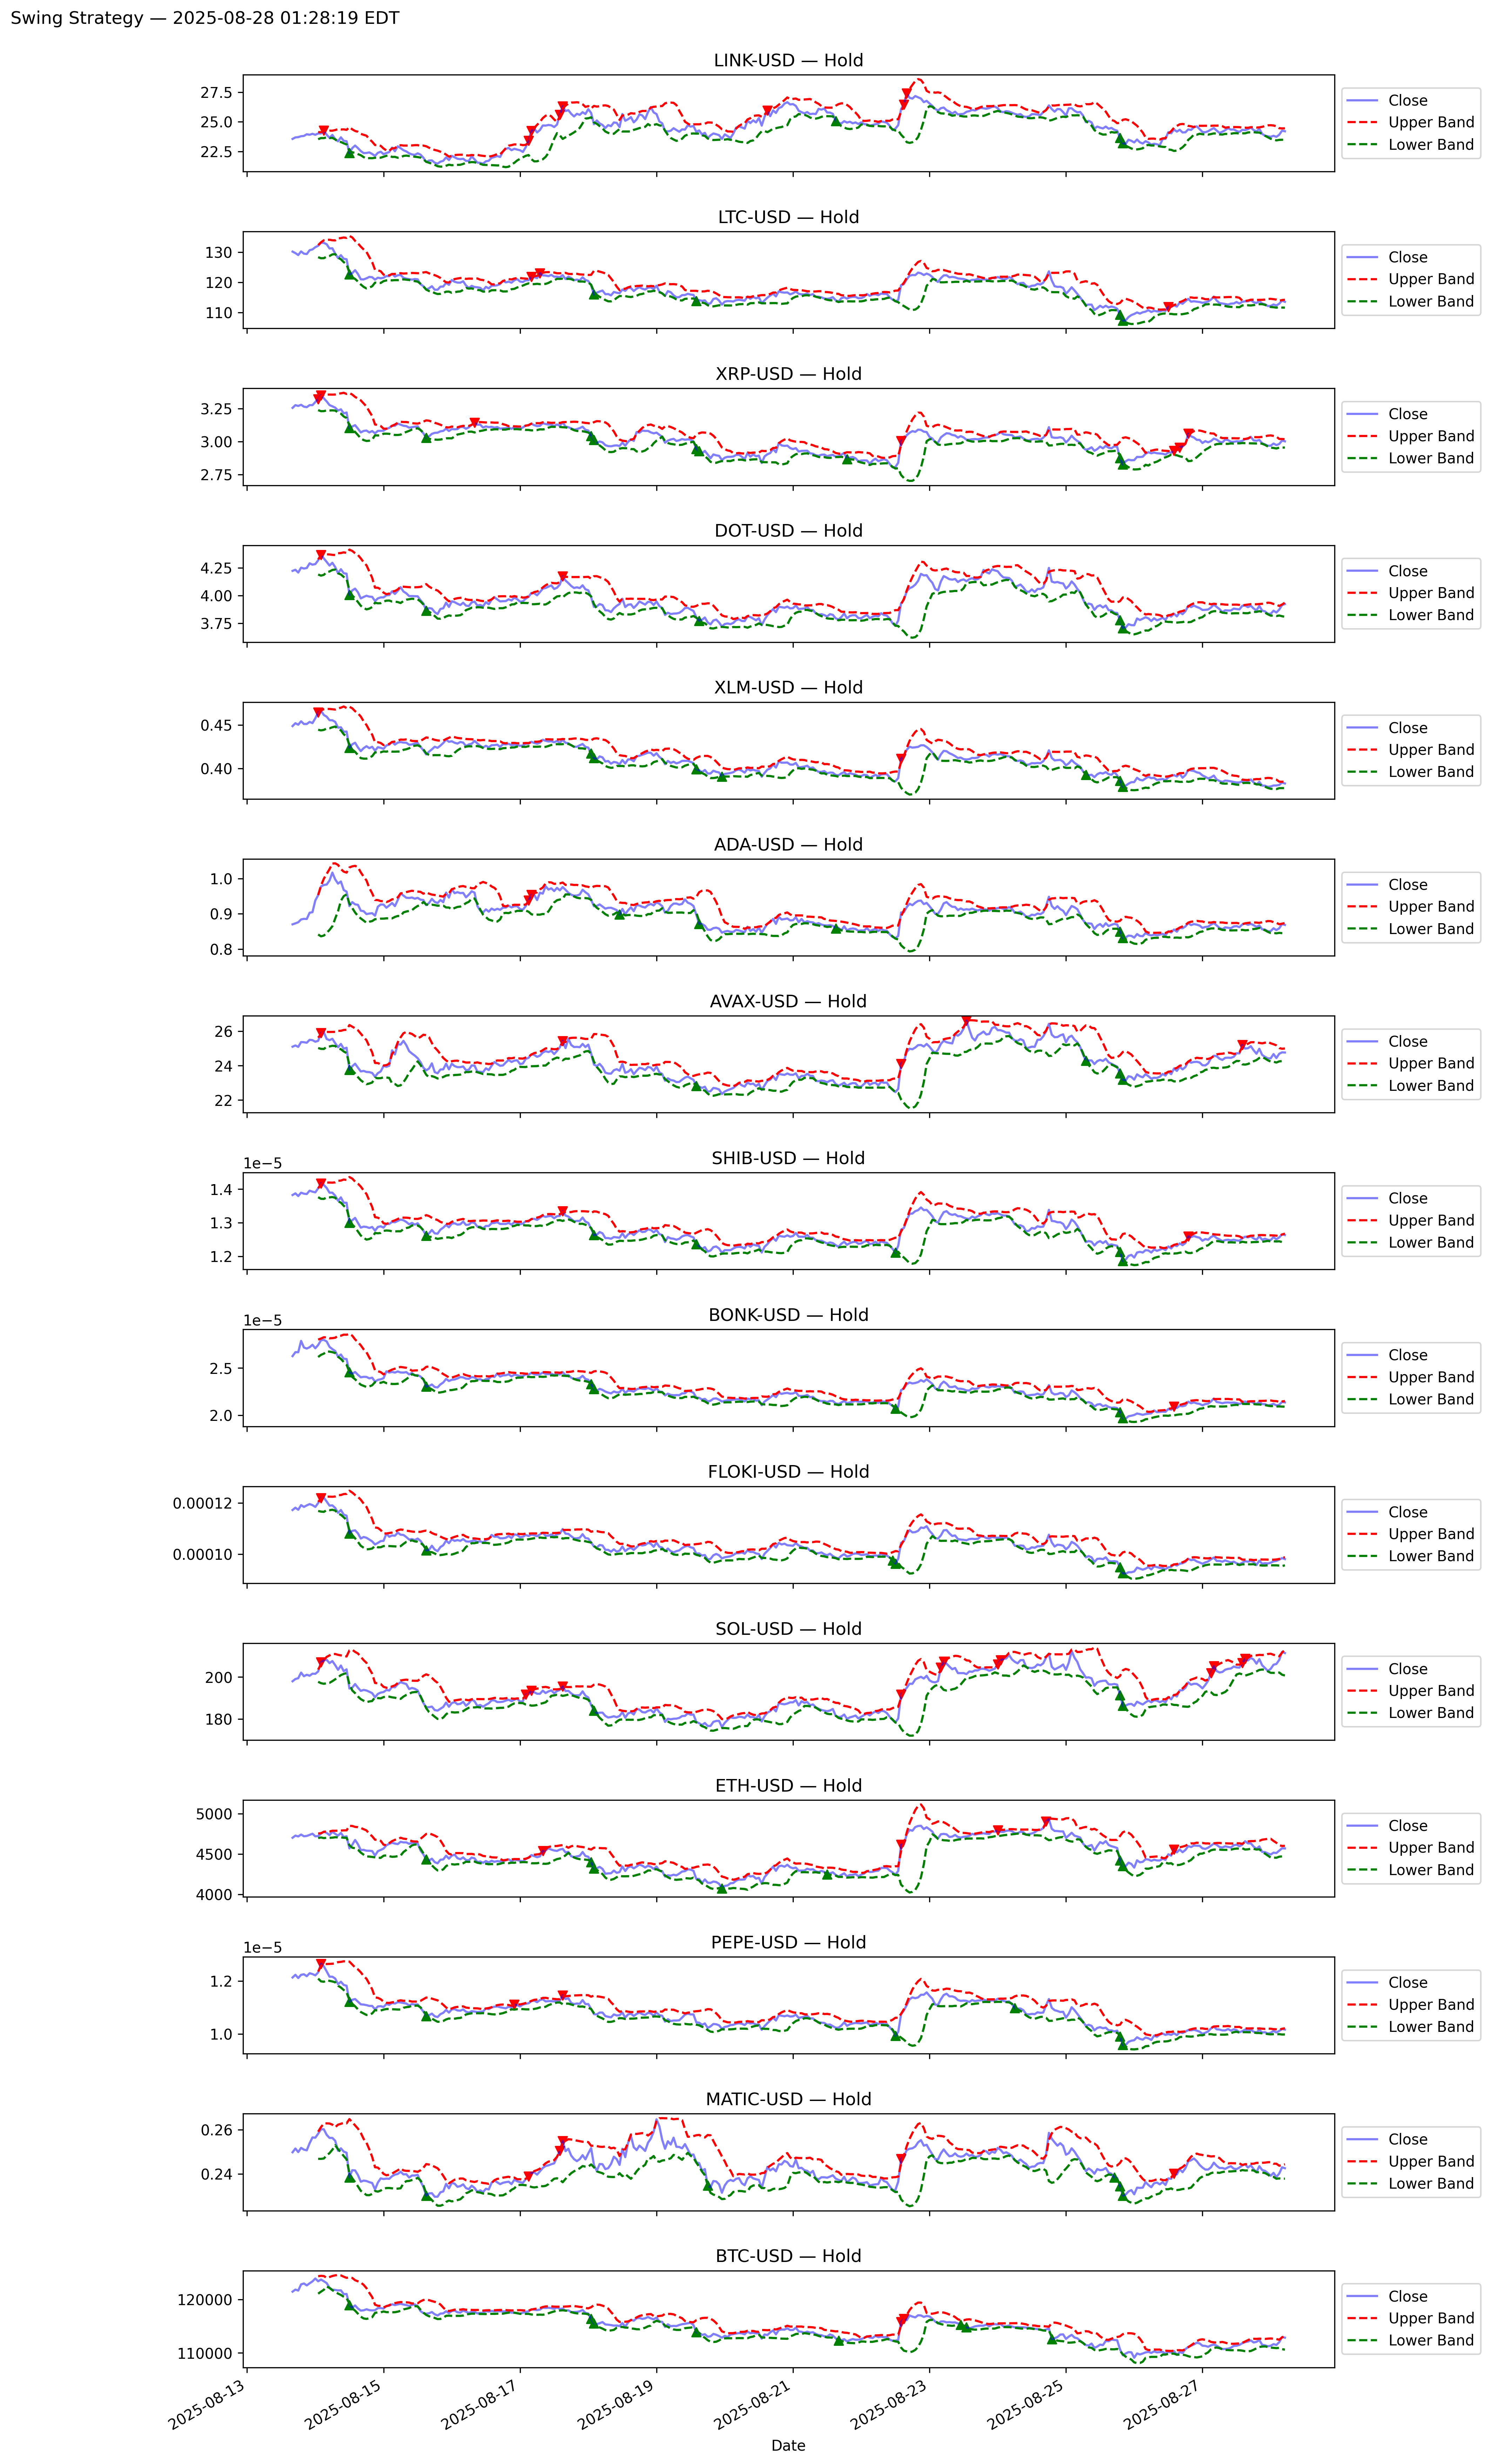 Swing Strategy — 2025-08-28 01:28:19 EDT
LINK-USD — Hold
27.5
25.0
22.5
Close
Upper Band
Lower Band
LTC-USD — Hold
130
120
110
Close
Upper Band
Lower Band
XRP-USD — Hold
3.25
3.00
2.75
Close
Upper Band
Lower Band
DOT-USD — Hold
4.25
4.00
3.75
Close
Upper Band
Lower Band
XLM-USD — Hold
0.45
0.40
Close
Upper Band
Lower Band
ADA-USD — Hold
1.0
0.9
0.8
Close
Upper Band
Lower Band
AVAX-USD — Hold
26
24
22
Close
Upper Band
Lower Band
SHIB-USD — Hold
1e−5
1.4
1.3
1.2
Close
Upper Band
Lower Band
BONK-USD — Hold
1e−5
2.5
2.0
Close
Upper Band
Lower Band
FLOKI-USD — Hold
0.00012
0.00010
Close
Upper Band
Lower Band
SOL-USD — Hold
200
180
Close
Upper Band
Lower Band
ETH-USD — Hold
5000
4500
4000
Close
Upper Band
Lower Band
PEPE-USD — Hold
1e−5
1.2
1.0
Close
Upper Band
Lower Band
MATIC-USD — Hold
0.26
0.24
Close
Upper Band
Lower Band
BTC-USD — Hold
120000
110000
Close
Upper Band
Lower Band
2025-08-13
2025-08-15
2025-08-17
2025-08-19
2025-08-21
2025-08-23
2025-08-25
2025-08-27
Date